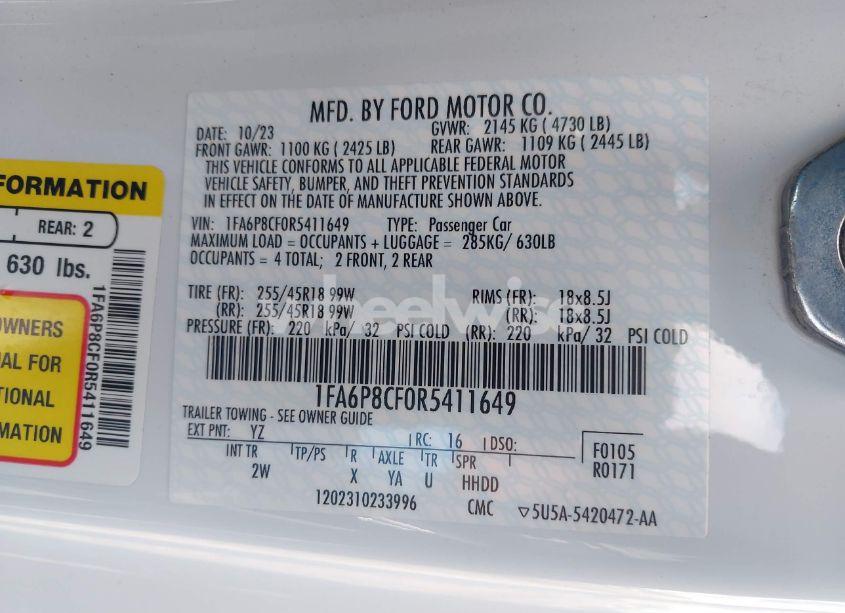 FORMATION
REAR: 2
630 lbs.
OWNERS
AL FOR
TIONAL
MATION
1FA6P8CF0R5411649
MFD. BY FORD MOTOR CO.
DATE: 10/23 GVWR: 2145 KG ( 4730 LB)
FRONT GAWR: 1100 KG ( 2425 LB) REAR GAWR: 1109 KG ( 2445 LB)
THIS VEHICLE CONFORMS TO ALL APPLICABLE FEDERAL MOTOR
VEHICLE SAFETY, BUMPER, AND THEFT PREVENTION STANDARDS
IN EFFECT ON THE DATE OF MANUFACTURE SHOWN ABOVE.
VIN: 1FA6P8CF0R5411649 TYPE: Passenger Car
MAXIMUM LOAD = OCCUPANTS + LUGGAGE = 285KG/ 630LB
OCCUPANTS = 4 TOTAL; 2 FRONT, 2 REAR
TIRE (FR): 255/45R18 99W RIMS (FR): 18x8.5J
(RR): 255/45R18 99W (RR): 18x8.5J
PRESSURE (FR): 220 kPa/ 32 PSI COLD (RR): 220 kPa/ 32 PSI COLD
wheelwise
1FA6P8CF0R5411649
TRAILER TOWING - SEE OWNER GUIDE
EXT PNT: YZ RC: 16 DSO: F0105
INT TR TP/PS R AXLE TR SPR R0171
2W X YA U HHDD
1202310233996 CMC ▽5U5A-5420472-AA